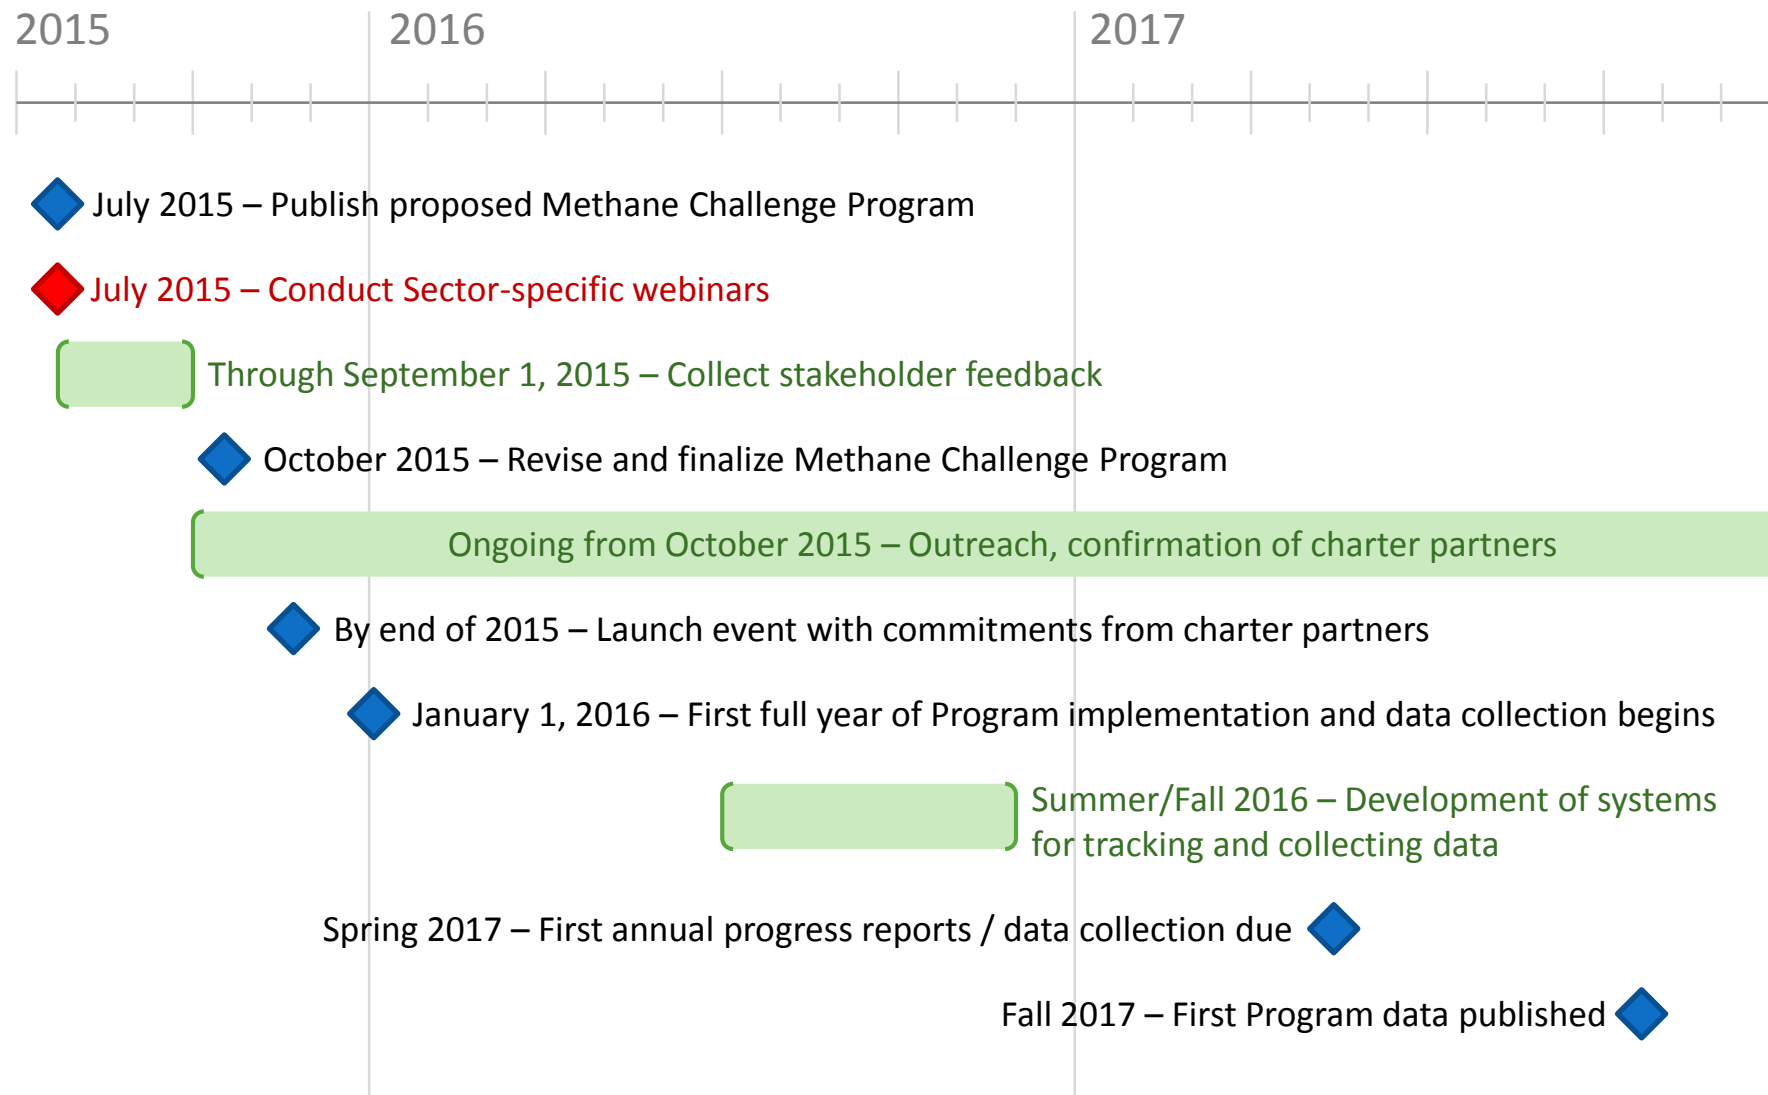 2015
2016
2017
July 2015 – Publish proposed Methane Challenge Program
July 2015 – Conduct Sector-specific webinars
Through September 1, 2015 – Collect stakeholder feedback
October 2015 – Revise and finalize Methane Challenge Program
Ongoing from October 2015 – Outreach, confirmation of charter partners
By end of 2015 – Launch event with commitments from charter partners
January 1, 2016 – First full year of Program implementation and data collection begins
Summer/Fall 2016 – Development of systems
for tracking and collecting data
Spring 2017 – First annual progress reports / data collection due
Fall 2017 – First Program data published